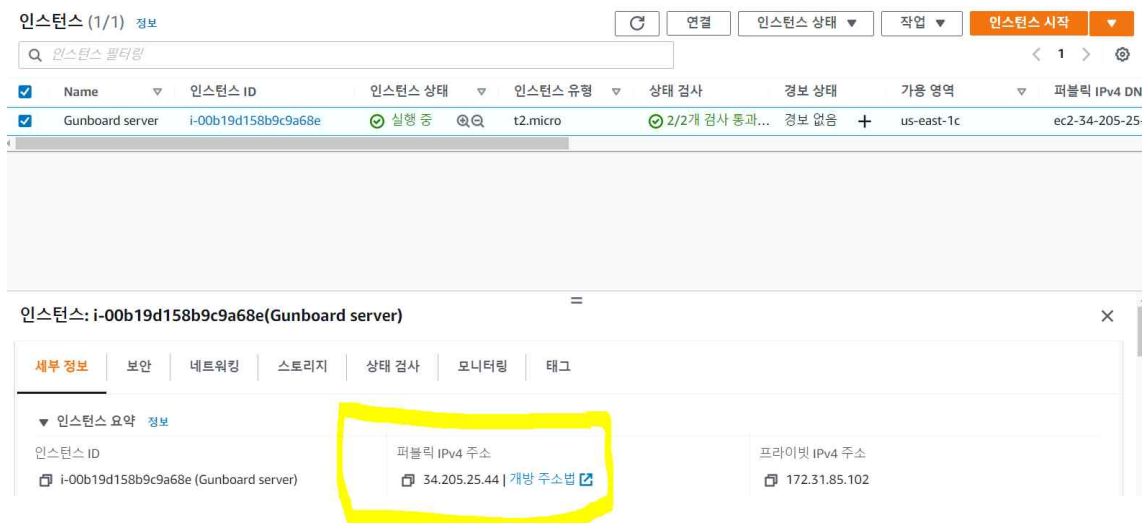 인스턴스 (1/1) 정보 연결 인스턴스 상태 작업 인스턴스 시작
인스턴스 필터링 1
Name 인스턴스 ID 인스턴스 상태 인스턴스 유형 상태 검사 경보 상태 가용 영역 퍼블릭 IPv4 DN
Gunboard server i-00b19d158b9c9a68e 실행 중 t2.micro 2/2개 검사 통과... 경보 없음 + us-east-1c ec2-34-205-25-
인스턴스: i-00b19d158b9c9a68e(Gunboard server)
세부 정보 보안 네트워킹 스토리지 상태 검사 모니터링 태그
인스턴스 요약 정보
인스턴스 ID 퍼블릭 IPv4 주소 프라이빗 IPv4 주소
i-00b19d158b9c9a68e (Gunboard server) 34.205.25.44 | 개방 주소법 172.31.85.102